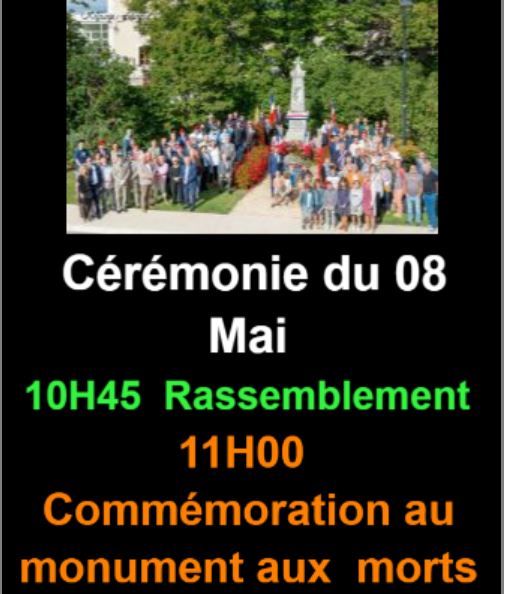 Cérémonie du 08
Mai
10H45 Rassemblement
11H00
Commémoration au
monument aux morts